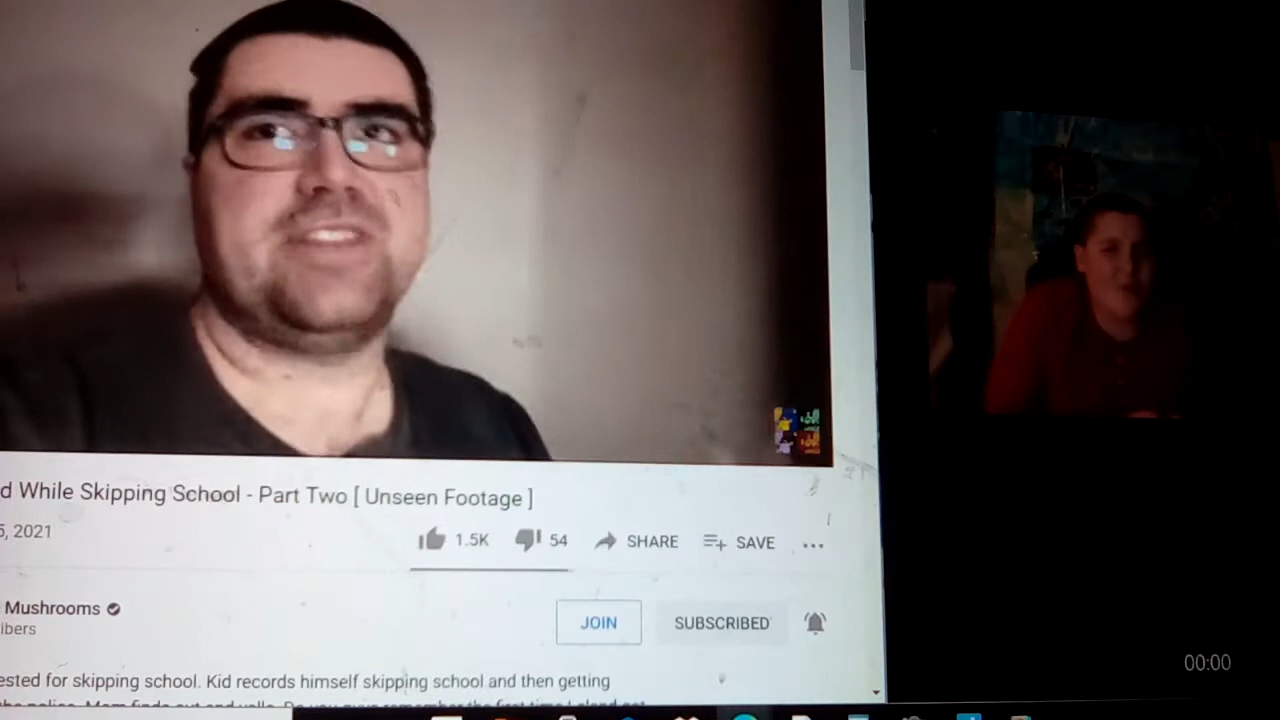 d While Skipping School - Part Two [ Unseen Footage ]
5, 2021
1.5K 54 SHARE SAVE
Mushrooms
ibers
JOIN SUBSCRIBED
00:00
ested for skipping school. Kid records himself skipping school and then getting